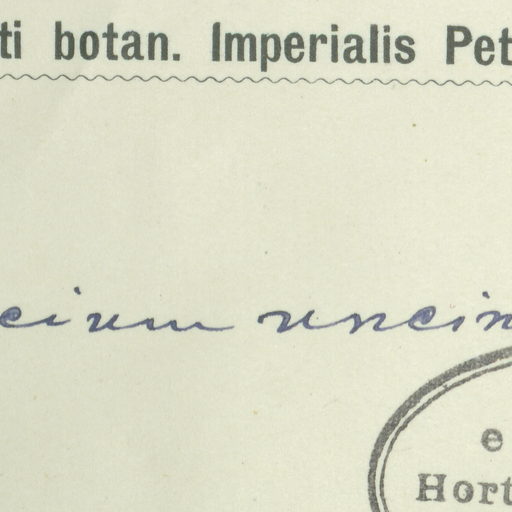 ti botan. Imperialis Pet
cium uncin
e
Hort